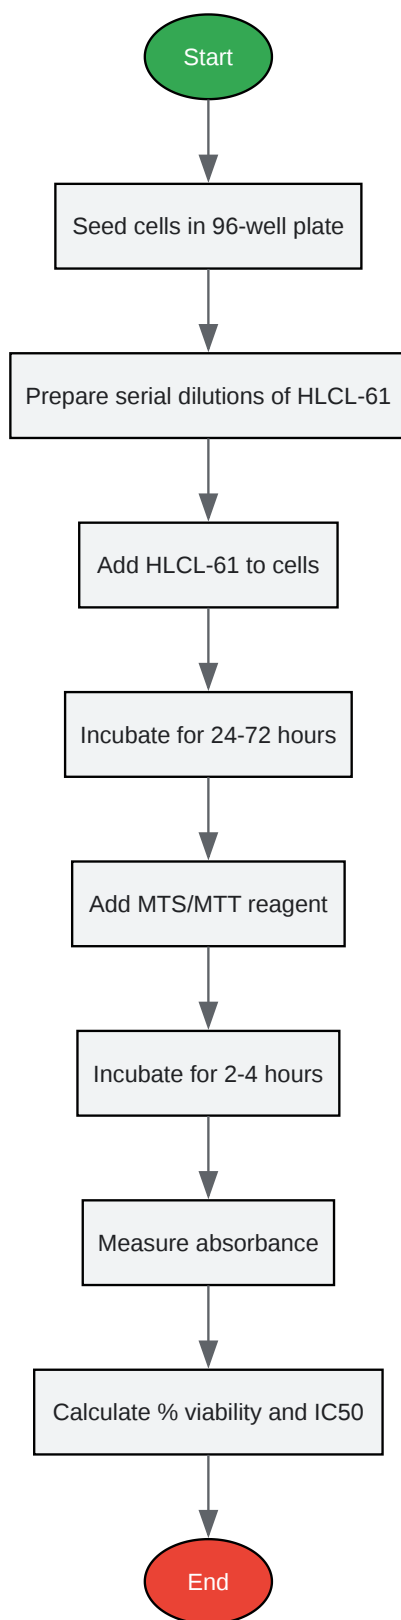 Start
Seed cells in 96-well plate
Prepare serial dilutions of HLCL-61
Add HLCL-61 to cells
Incubate for 24-72 hours
Add MTS/MTT reagent
Incubate for 2-4 hours
Measure absorbance
Calculate % viability and IC50
End